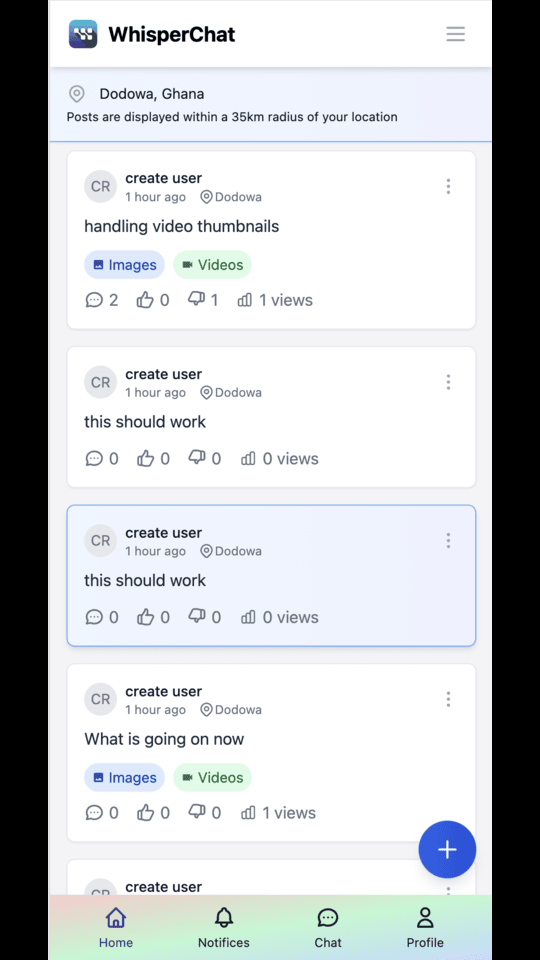 WhisperChat
Dodowa, Ghana
Posts are displayed within a 35km radius of your location
CR
create user
1 hour ago Dodowa
handling video thumbnails
Images Videos
2 0 1 1 views
CR
create user
1 hour ago Dodowa
this should work
0 0 0 0 views
CR
create user
1 hour ago Dodowa
this should work
0 0 0 0 views
CR
create user
1 hour ago Dodowa
What is going on now
Images Videos
0 0 0 1 views
CR
create user
Home Notifices Chat Profile